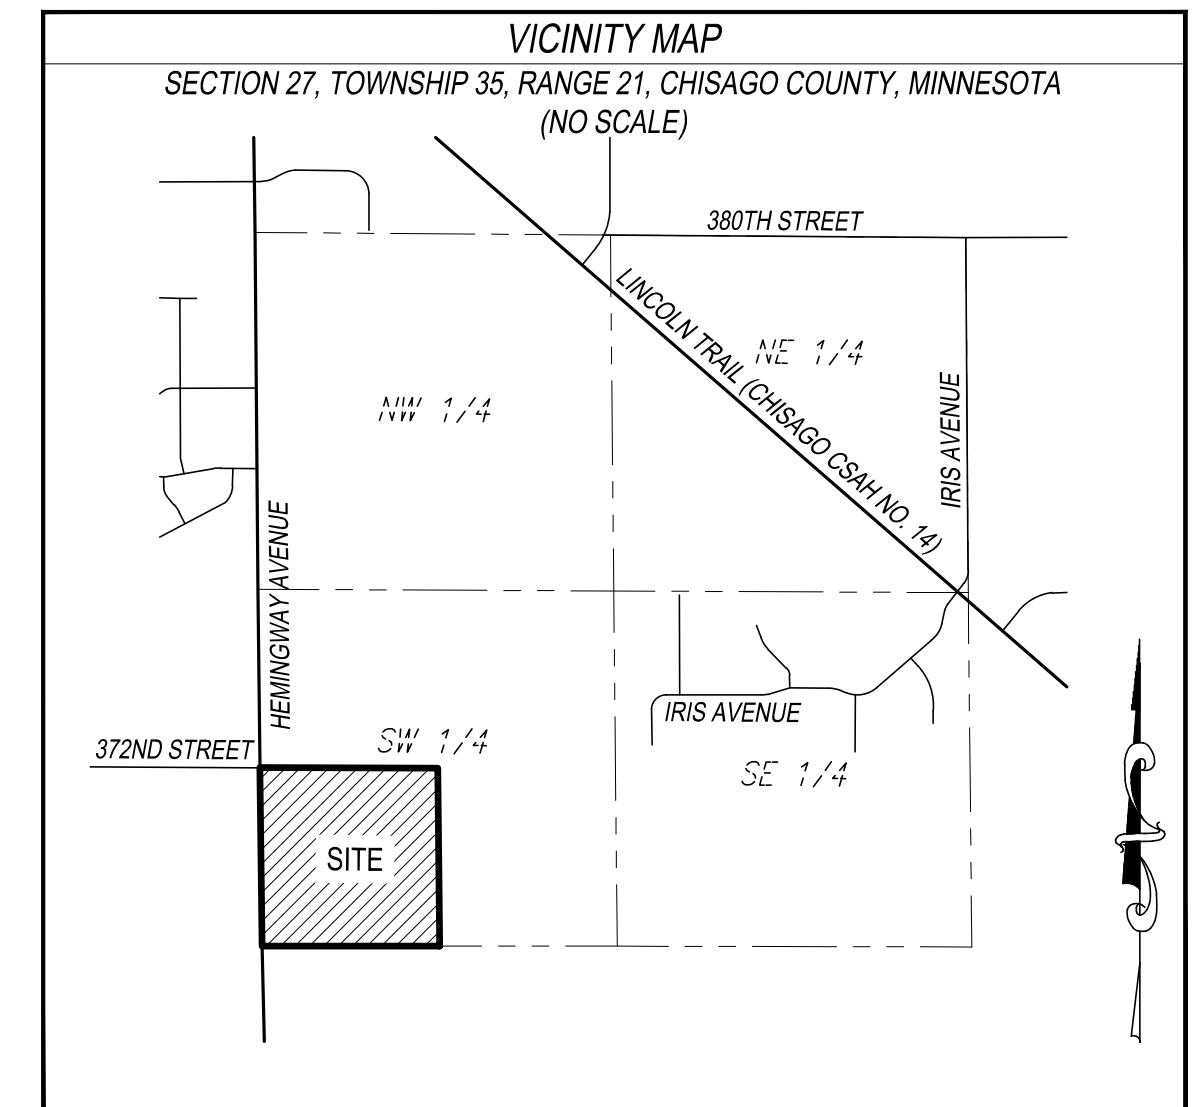 VICINITY MAP
SECTION 27, TOWNSHIP 35, RANGE 21, CHISAGO COUNTY, MINNESOTA
(NO SCALE)
380TH STREET
LINCOLN TRAIL (CHISAGO CSAH NO. 14)
NE 1/4
NW 1/4
IRIS AVENUE
HEMINGWAY AVENUE
IRIS AVENUE
372ND STREET
SW 1/4
SE 1/4
SITE